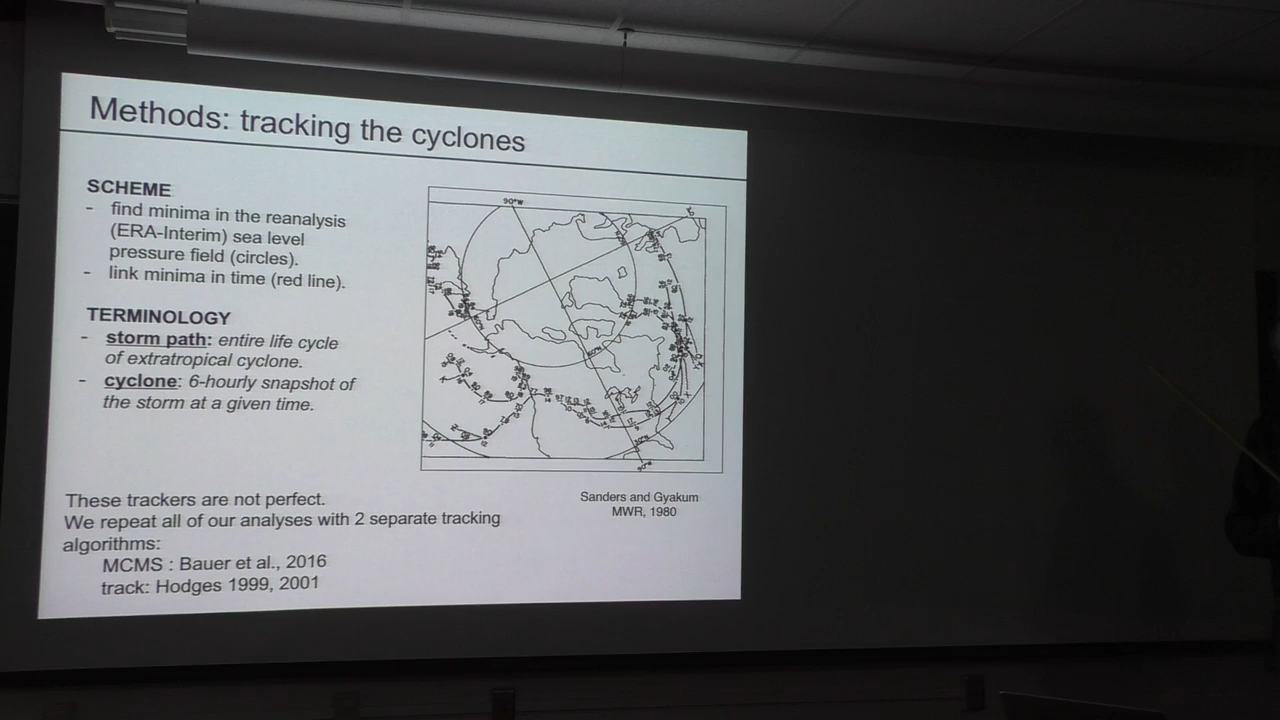 Methods: tracking the cyclones
SCHEME
- find minima in the reanalysis
(ERA-Interim) sea level
pressure field (circles).
- link minima in time (red line).
TERMINOLOGY
- storm path: entire life cycle
of extratropical cyclone.
- cyclone: 6-hourly snapshot of
the storm at a given time.
90°W
Sanders and Gyakum
MWR, 1980
These trackers are not perfect.
We repeat all of our analyses with 2 separate tracking
algorithms:
MCMS : Bauer et al., 2016
track: Hodges 1999, 2001